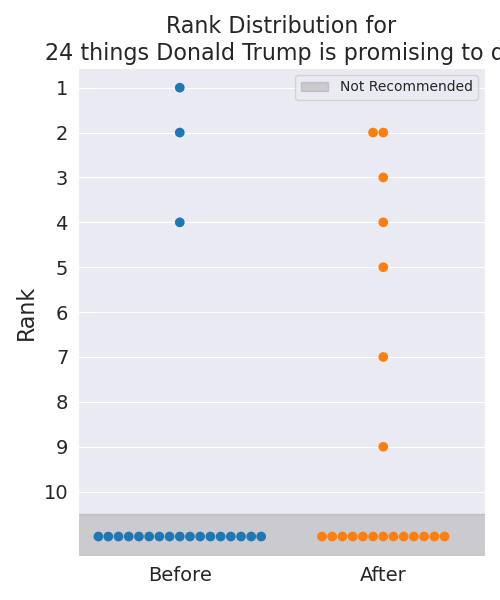 Rank Distribution for
24 things Donald Trump is promising to
Not Recommended
1
2
3
4
5
6
7
8
9
10
Rank
Before
After